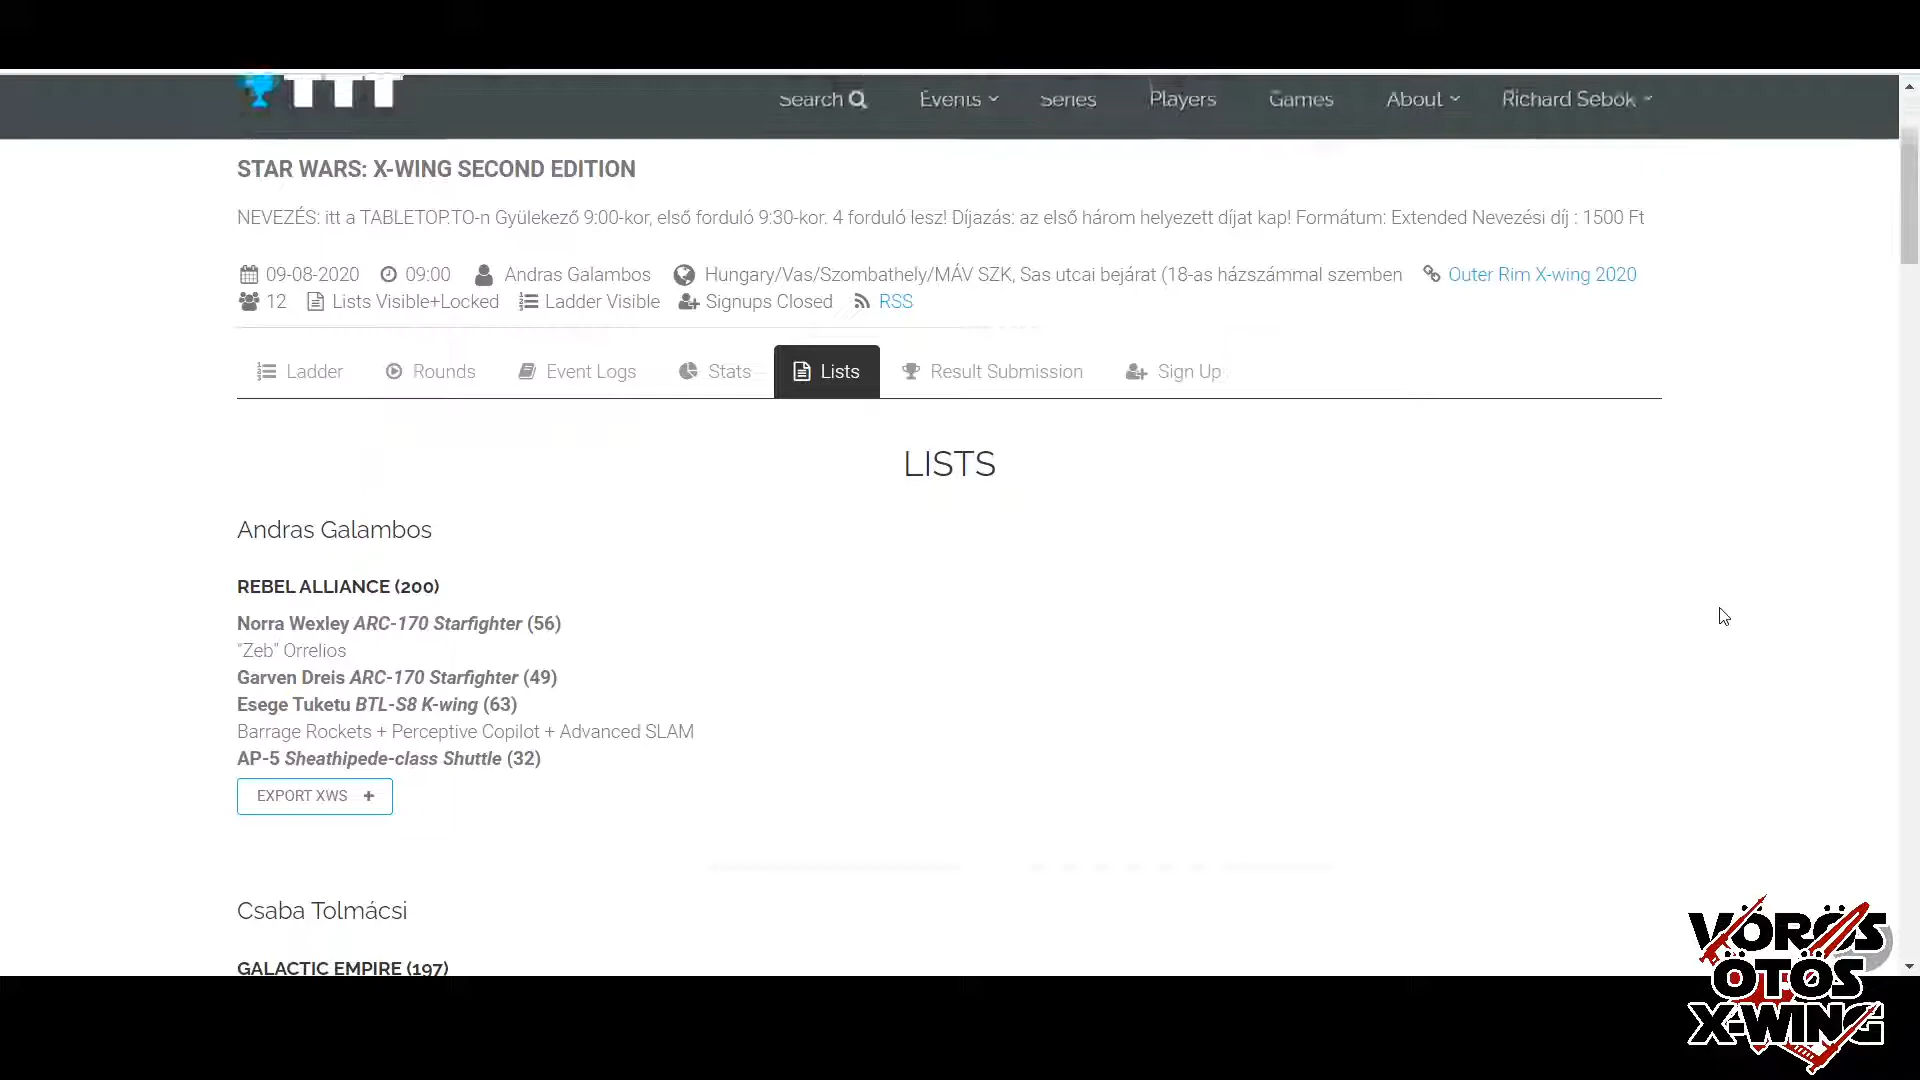 TTT
Search Events Series Players Games About Richard Sebok
STAR WARS: X-WING SECOND EDITION
NEVEZÉS: itt a TABLETOP.TO-n Gyülekező 9:00-kor, első forduló 9:30-kor. 4 forduló lesz! Díjazás: az első három helyezett díjat kap! Formátum: Extended Nevezési díj : 1500 Ft
09-08-2020 09:00 Andras Galambos Hungary/Vas/Szombathely/MÁV SZK, Sas utcai bejárat (18-as házszámmal szemben Outer Rim X-wing 2020
12 Lists Visible+Locked Ladder Visible Signups Closed RSS
Ladder Rounds Event Logs Stats Lists Result Submission Sign Up
LISTS
Andras Galambos
REBEL ALLIANCE (200)
Norra Wexley ARC-170 Starfighter (56)
"Zeb" Orrelios
Garven Dreis ARC-170 Starfighter (49)
Esege Tuketu BTL-S8 K-wing (63)
Barrage Rockets + Perceptive Copilot + Advanced SLAM
AP-5 Sheathipede-class Shuttle (32)
EXPORT XWS +
Csaba Tolmácsi
GALACTIC EMPIRE (197)
VÖRÖS
ÖTÖS
X-WING